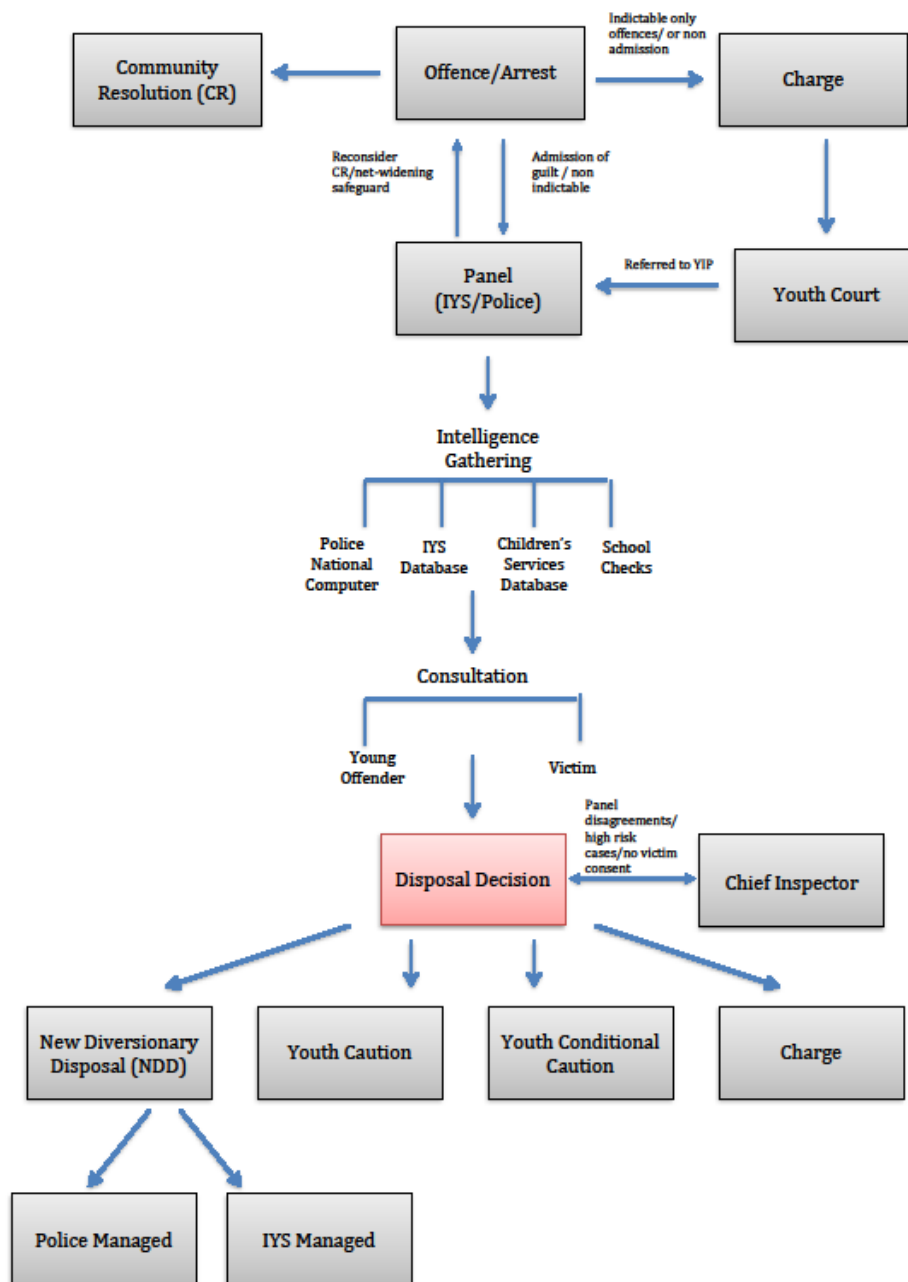 Indictable only
offences/ or non
admission
Community
Resolution (CR)
Offence/Arrest
Charge
Reconsider
CR/net-widening
safeguard
Admission of
guilt / non
indictable
Panel
(IYS/Police)
Referred to YIP
Youth Court
Intelligence
Gathering
Police
National
Computer
IYS
Database
Children's
Services
Database
School
Checks
Consultation
Young
Offender
Victim
Panel
disagreements/
high risk
cases/no victim
consent
Disposal Decision
Chief Inspector
New Diversionary
Disposal (NDD)
Youth Caution
Youth Conditional
Caution
Charge
Police Managed
IYS Managed